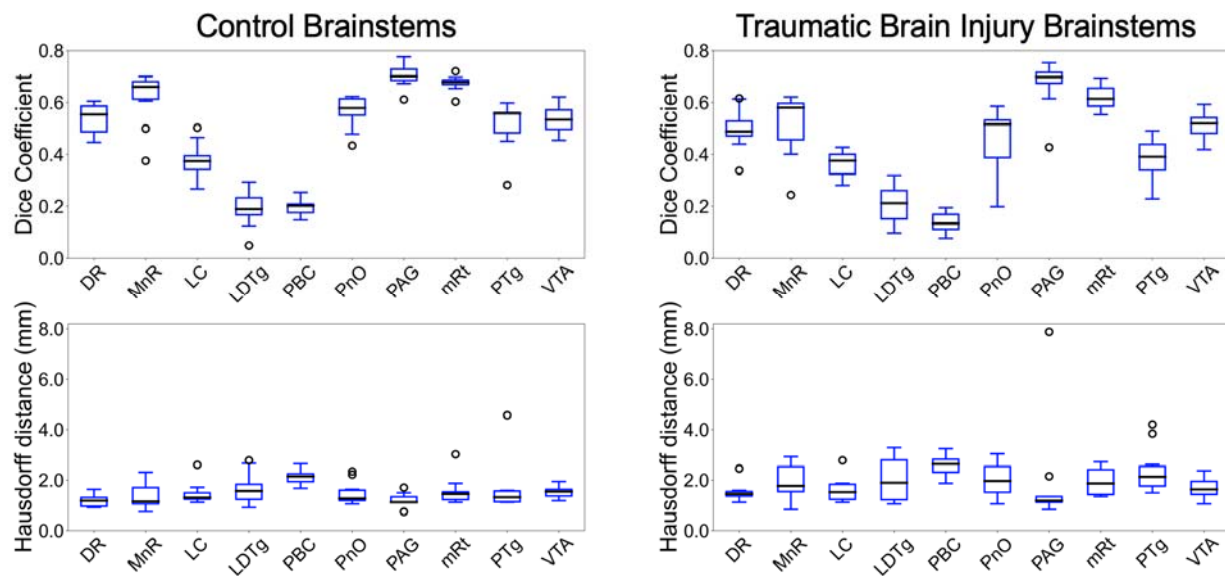 Control Brainstems
Dice Coefficient
0.8
0.6
0.4
0.2
0.0
DR MnR LC LDTg PBC PnO PAG mRt PTg VTA
Traumatic Brain Injury Brainstems
Dice Coefficient
0.8
0.6
0.4
0.2
0.0
DR MnR LC LDTg PBC PnO PAG mRt PTg VTA
Hausdorff distance (mm)
8.0
6.0
4.0
2.0
0.0
DR MnR LC LDTg PBC PnO PAG mRt PTg VTA
Hausdorff distance (mm)
8.0
6.0
4.0
2.0
0.0
DR MnR LC LDTg PBC PnO PAG mRt PTg VTA